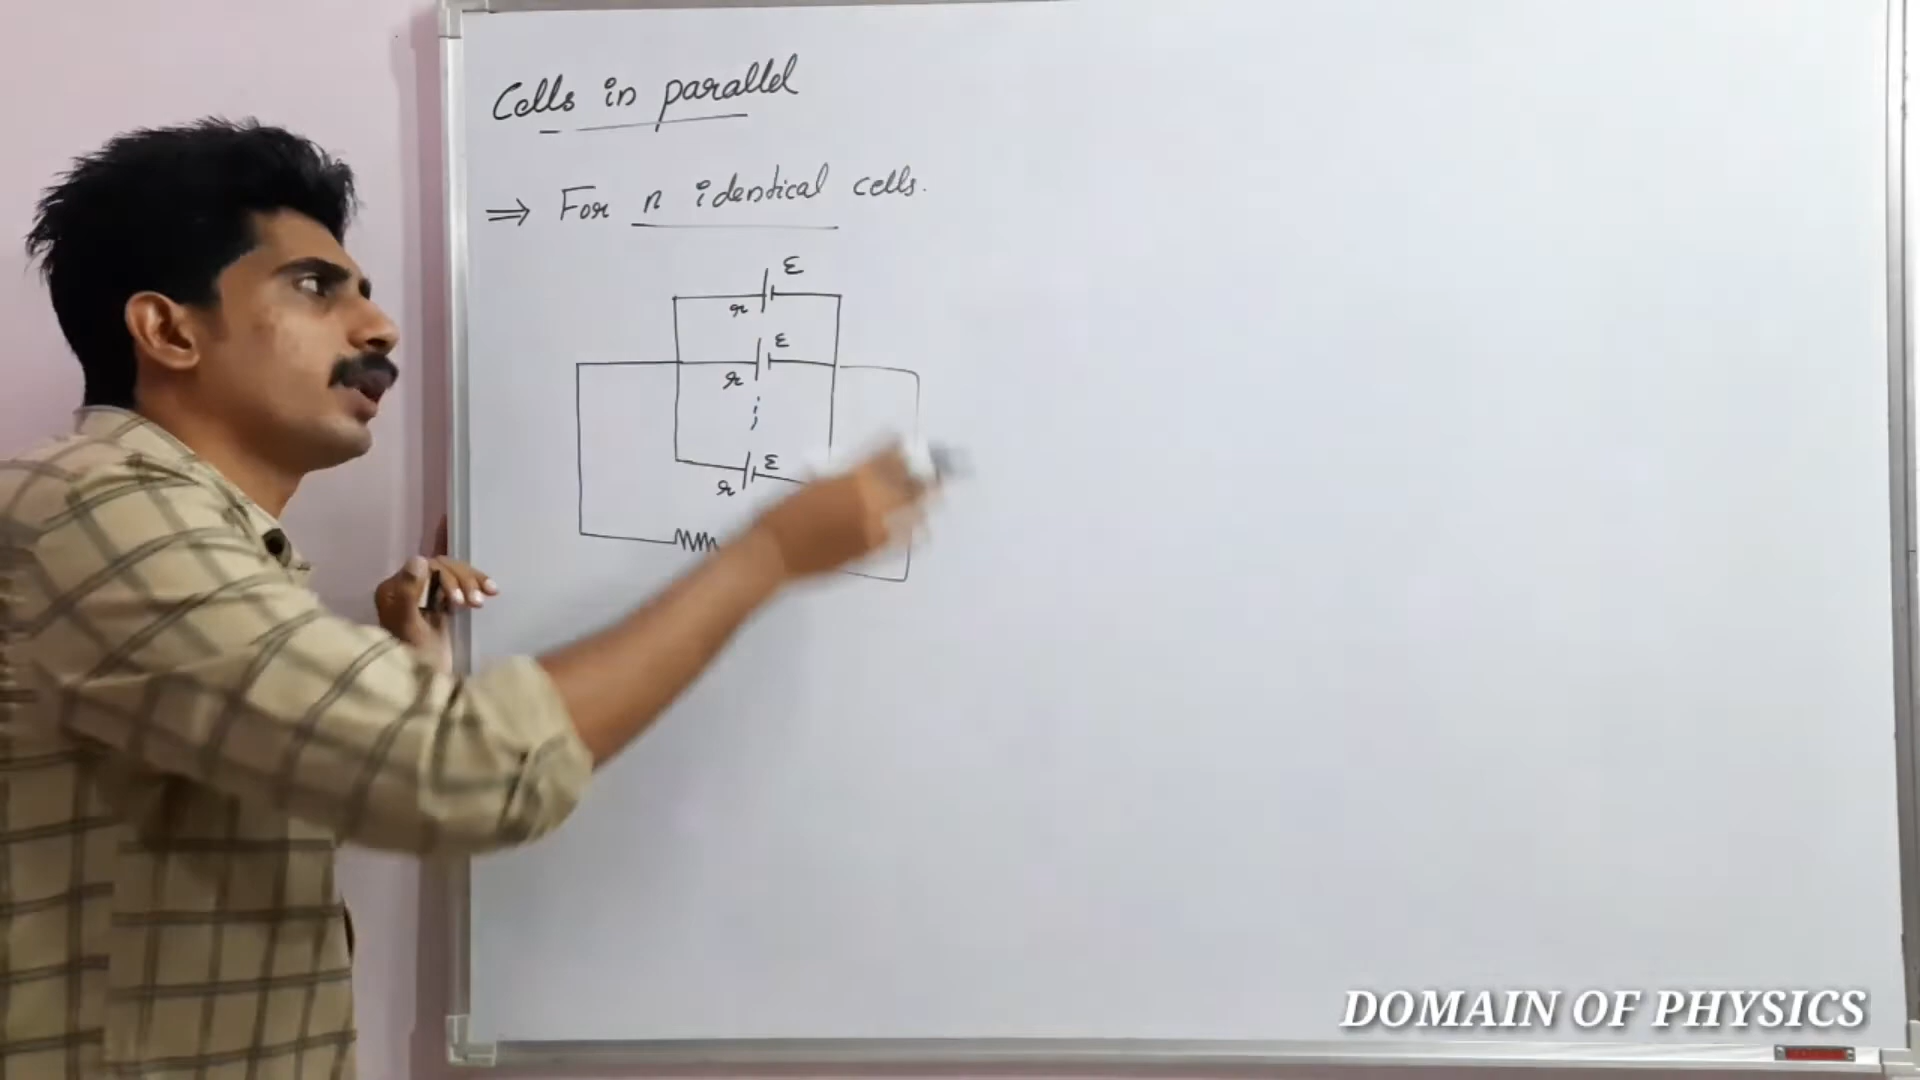 Cells in parallel
⇒ For n identical cells.
ε
r
ε
r
ε
r
DOMAIN OF PHYSICS